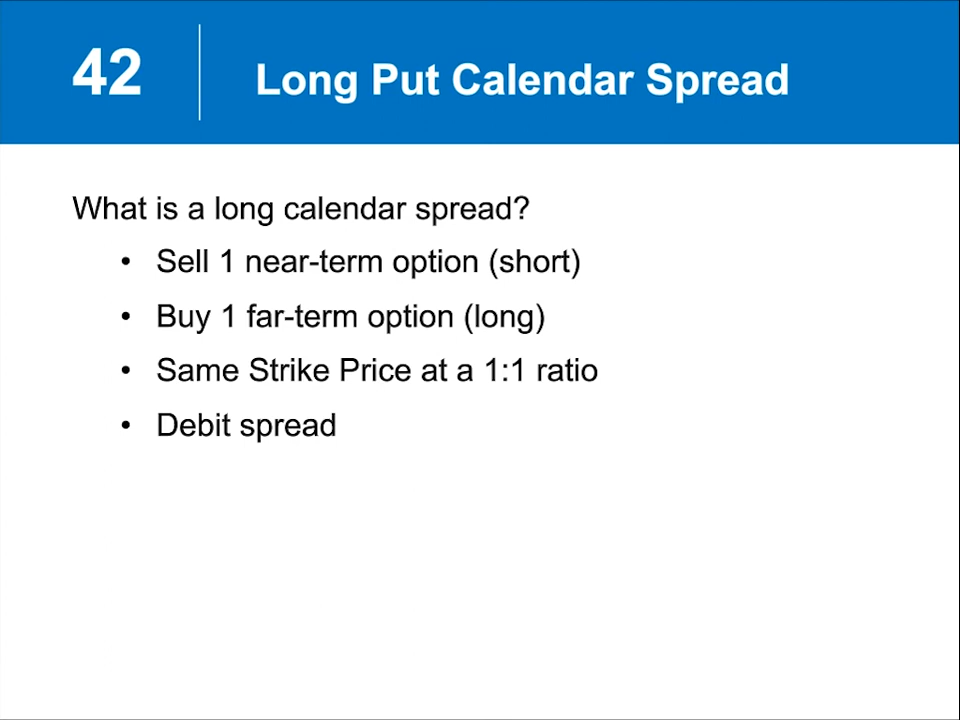 42
Long Put Calendar Spread
What is a long calendar spread?
• Sell 1 near-term option (short)
• Buy 1 far-term option (long)
• Same Strike Price at a 1:1 ratio
• Debit spread